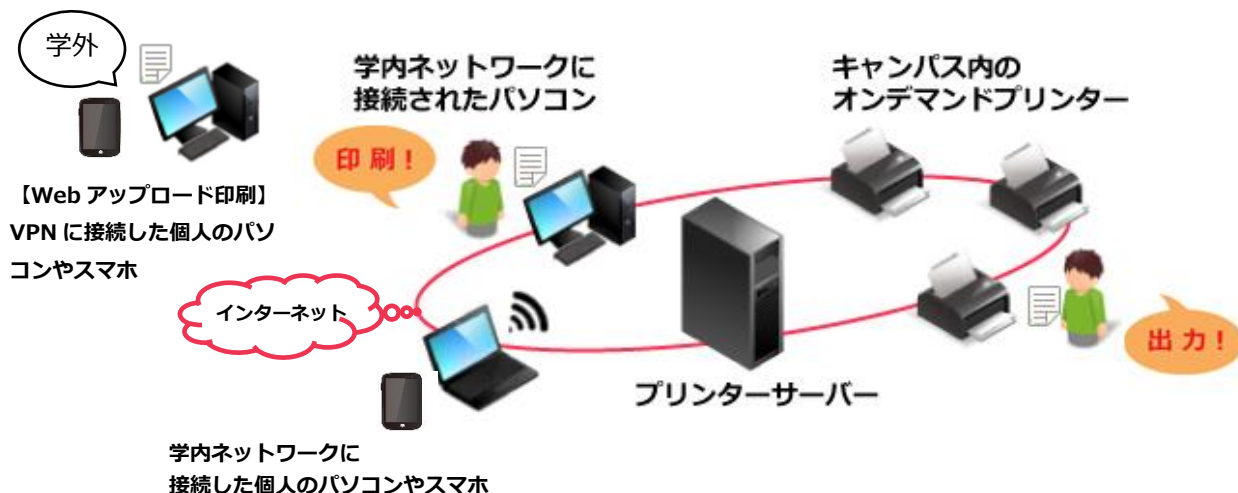 学外
【Web アップロード印刷】
VPN に接続した個人のパソ
コンやスマホ
学内ネットワークに
接続されたパソコン
印 刷！
キャンパス内の
オンデマンドプリンター
インターネット
プリンターサーバー
出 力！
学内ネットワークに
接続した個人のパソコンやスマホ